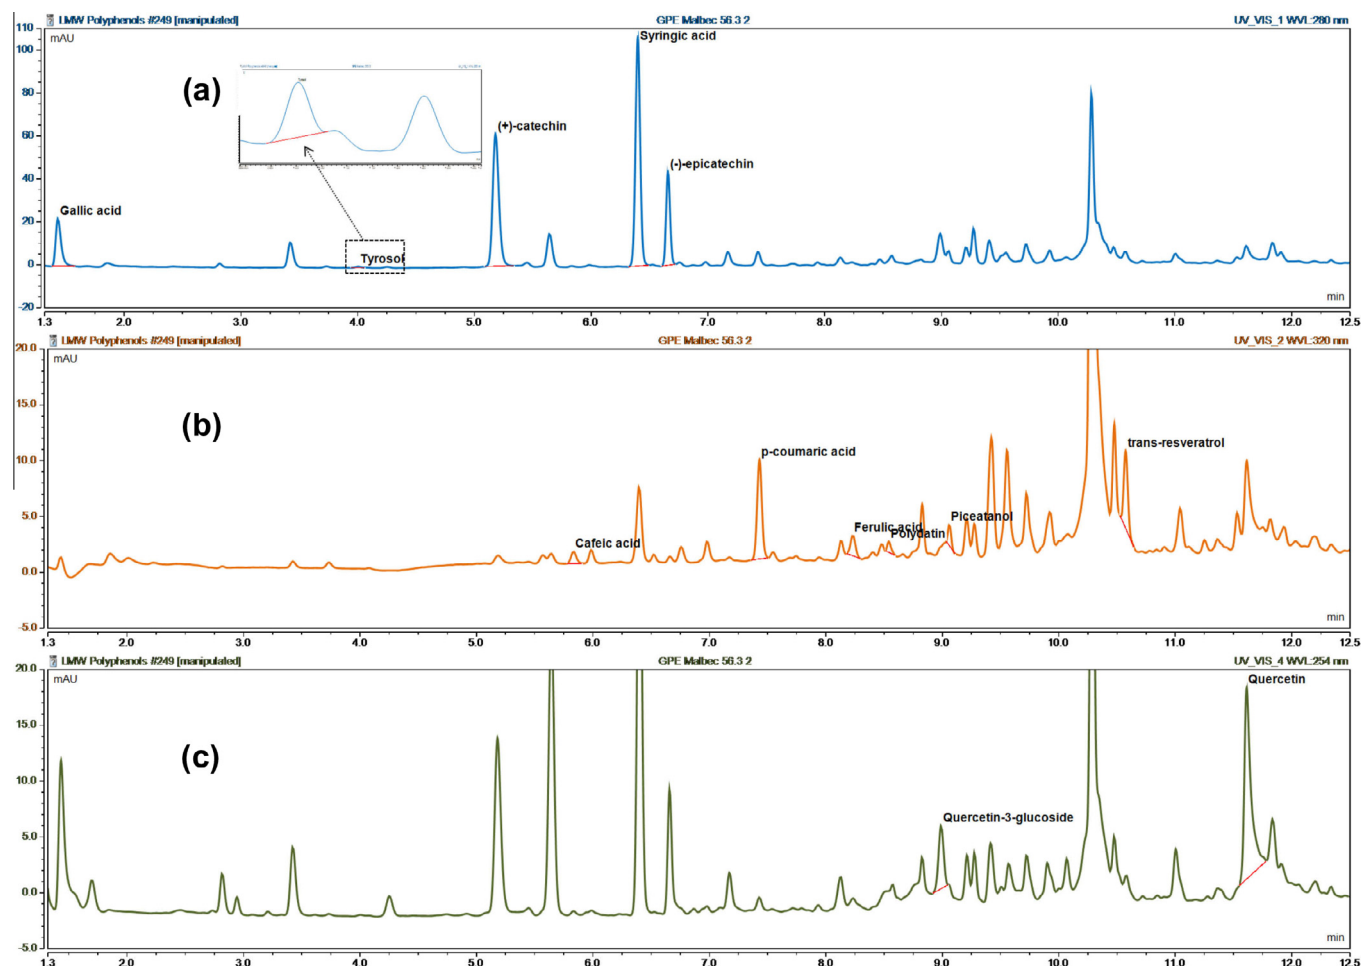 LMW Polyphenols #249 [manipulated] GPE Malbec 56.3 2 UV_VIS_1 WVL:280 nm
110
mAU
Syringic acid
100
(a)
80
(+)-catechin
60
(-)-epicatechin
40
Gallic acid
20
Tyrosol
0
-20
min
1.3 2.0 3.0 4.0 5.0 6.0 7.0 8.0 9.0 10.0 11.0 12.0 12.5
LMW Polyphenols #249 [manipulated] GPE Malbec 56.3 2 UV_VIS_2 WVL:320 nm
20.0
mAU
15.0
(b)
trans-resveratrol
p-coumaric acid
10.0
5.0
Piceatanol
Ferulic acid
Polydatin
Cafeic acid
0.0
-5.0
min
1.3 2.0 3.0 4.0 5.0 6.0 7.0 8.0 9.0 10.0 11.0 12.0 12.5
LMW Polyphenols #249 [manipulated] GPE Malbec 56.3 2 UV_VIS_4 WVL:254 nm
20.0
mAU
Quercetin
15.0
(c)
10.0
Quercetin-3-glucoside
5.0
0.0
-5.0
min
1.3 2.0 3.0 4.0 5.0 6.0 7.0 8.0 9.0 10.0 11.0 12.0 12.5